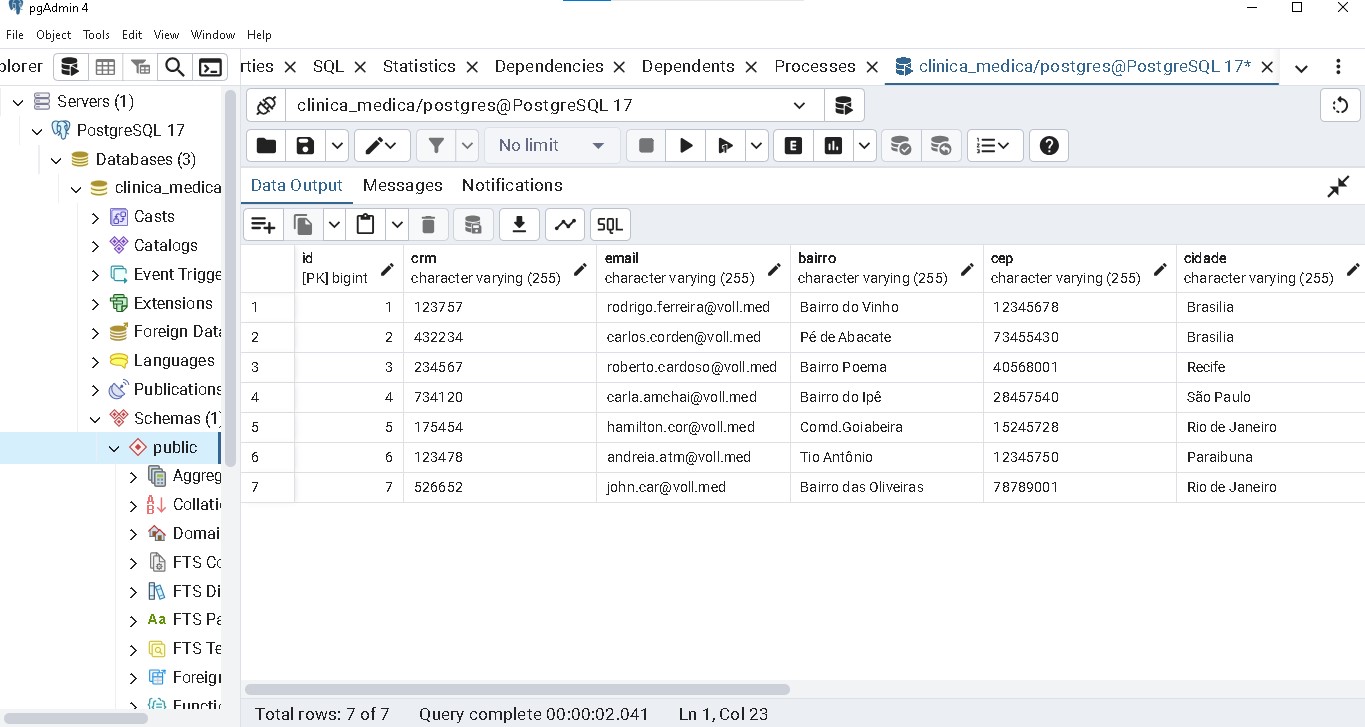 pgAdmin 4
File Object Tools Edit View Window Help
plorer
rties SQL Statistics Dependencies Dependents Processes clinica_medica/postgres@PostgreSQL 17*
Servers (1)
PostgreSQL 17
Databases (3)
clinica_medica
Casts
Catalogs
Event Trigge
Extensions
Foreign Data
Languages
Publications
Schemas (1)
public
Aggreg
Collati
Domai
FTS Co
FTS Di
Aa FTS Pa
FTS Te
Foreign
Functi
clinica_medica/postgres@PostgreSQL 17
No limit
E
Data Output Messages Notifications
SQL
id crm email bairro cep cidade
[PK] bigint character varying (255) character varying (255) character varying (255) character varying (255) character varying (255)
1 1 123757 rodrigo.ferreira@voll.med Bairro do Vinho 12345678 Brasilia
2 2 432234 carlos.corden@voll.med Pé de Abacate 73455430 Brasilia
3 3 234567 roberto.cardoso@voll.med Bairro Poema 40568001 Recife
4 4 734120 carla.amchai@voll.med Bairro do Ipê 28457540 São Paulo
5 5 175454 hamilton.cor@voll.med Comd.Goiabeira 15245728 Rio de Janeiro
6 6 123478 andreia.atm@voll.med Tio Antônio 12345750 Paraibuna
7 7 526652 john.car@voll.med Bairro das Oliveiras 78789001 Rio de Janeiro
Total rows: 7 of 7 Query complete 00:00:02.041 Ln 1, Col 23